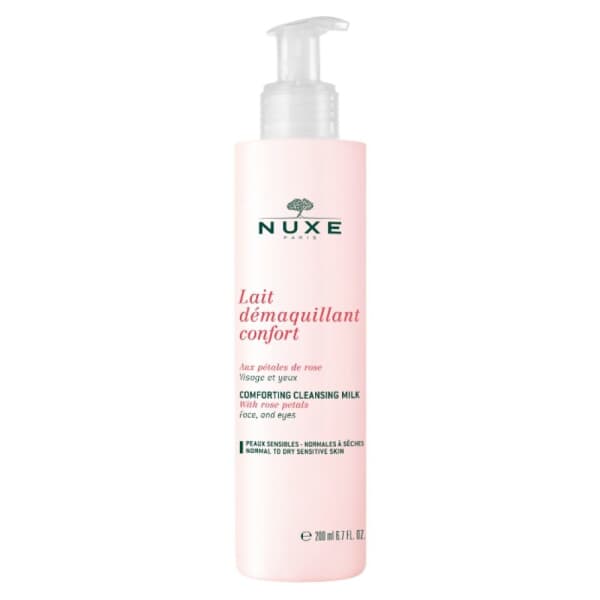 NUXE
PARIS
Lait
démaquillant
confort
Aux pétales de rose
Visage et yeux
COMFORTING CLEANSING MILK
With rose petals
Face, and eyes
PEAUX SENSIBLES - NORMALES À SÈCHES
NORMAL TO DRY SENSITIVE SKIN
℮ 200 ml 6.7 FL. OZ.